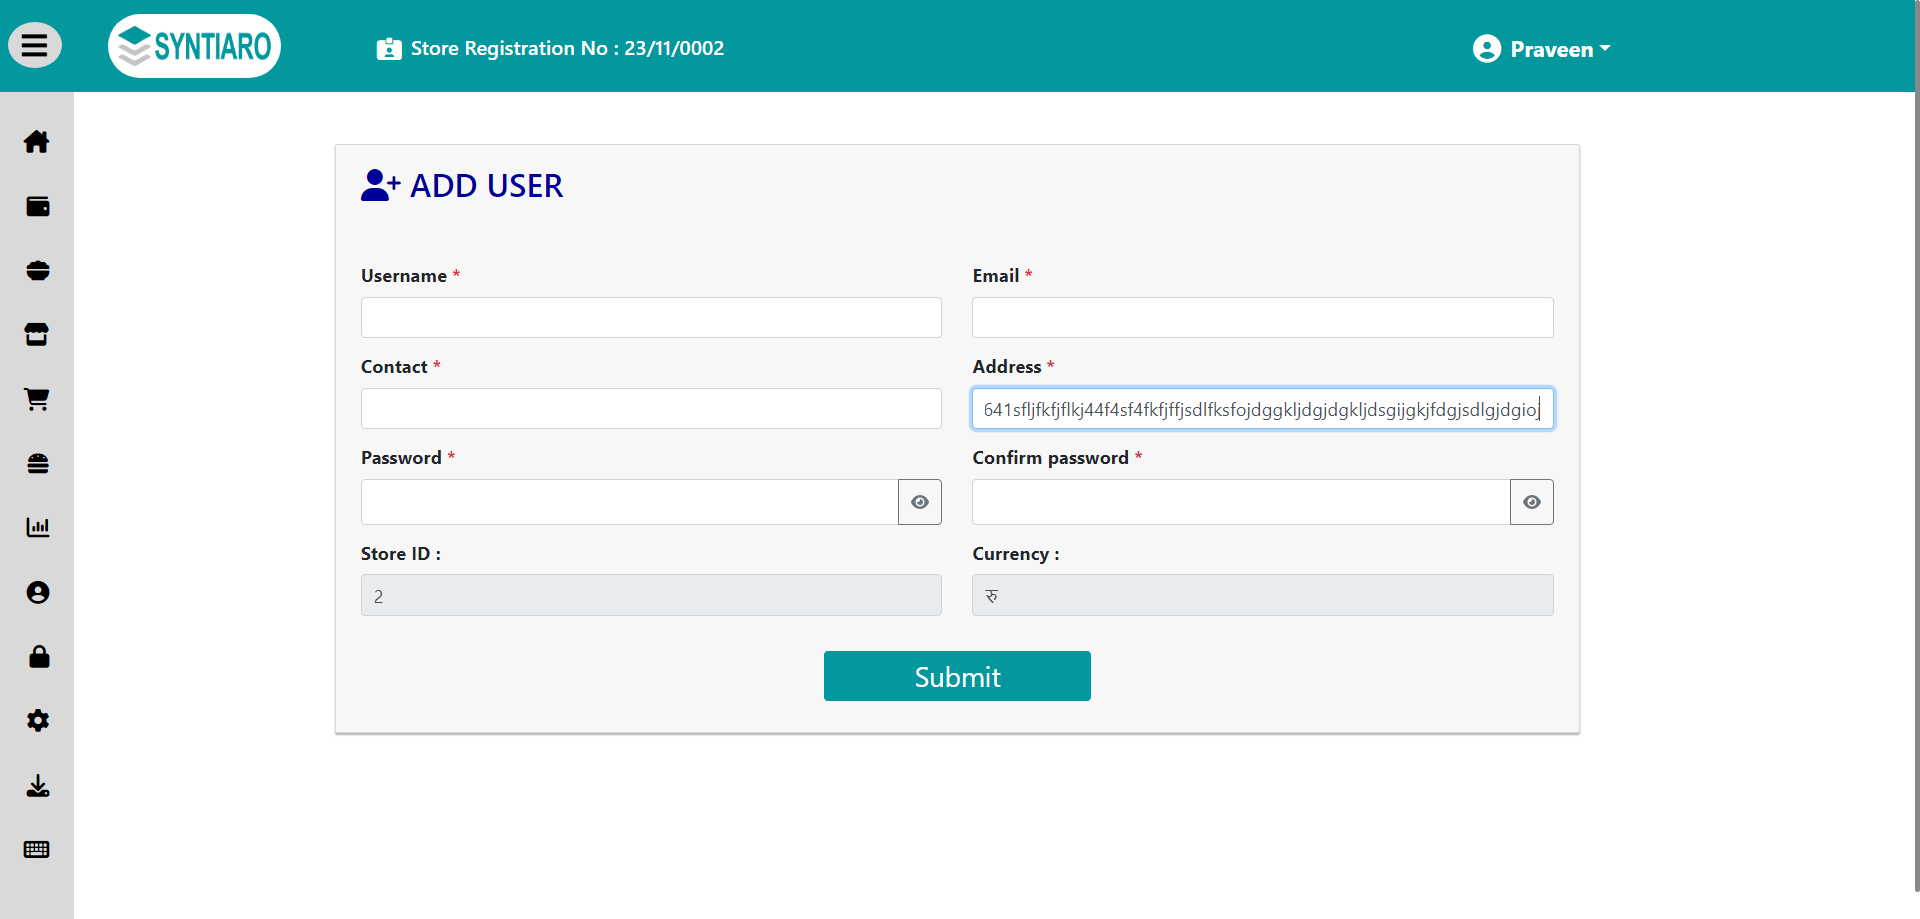 SYNTIARO
Store Registration No : 23/11/0002
Praveen
ADD USER
Username *
Email *
Contact *
Address *
641sfljfkfjflkj44f4sf4fkfjffjsdlfksfojdggkljdgjdgkljdsgijgkjfdgjsdlgjdgioj
Password *
Confirm password *
Store ID :
Currency :
2
रु
Submit